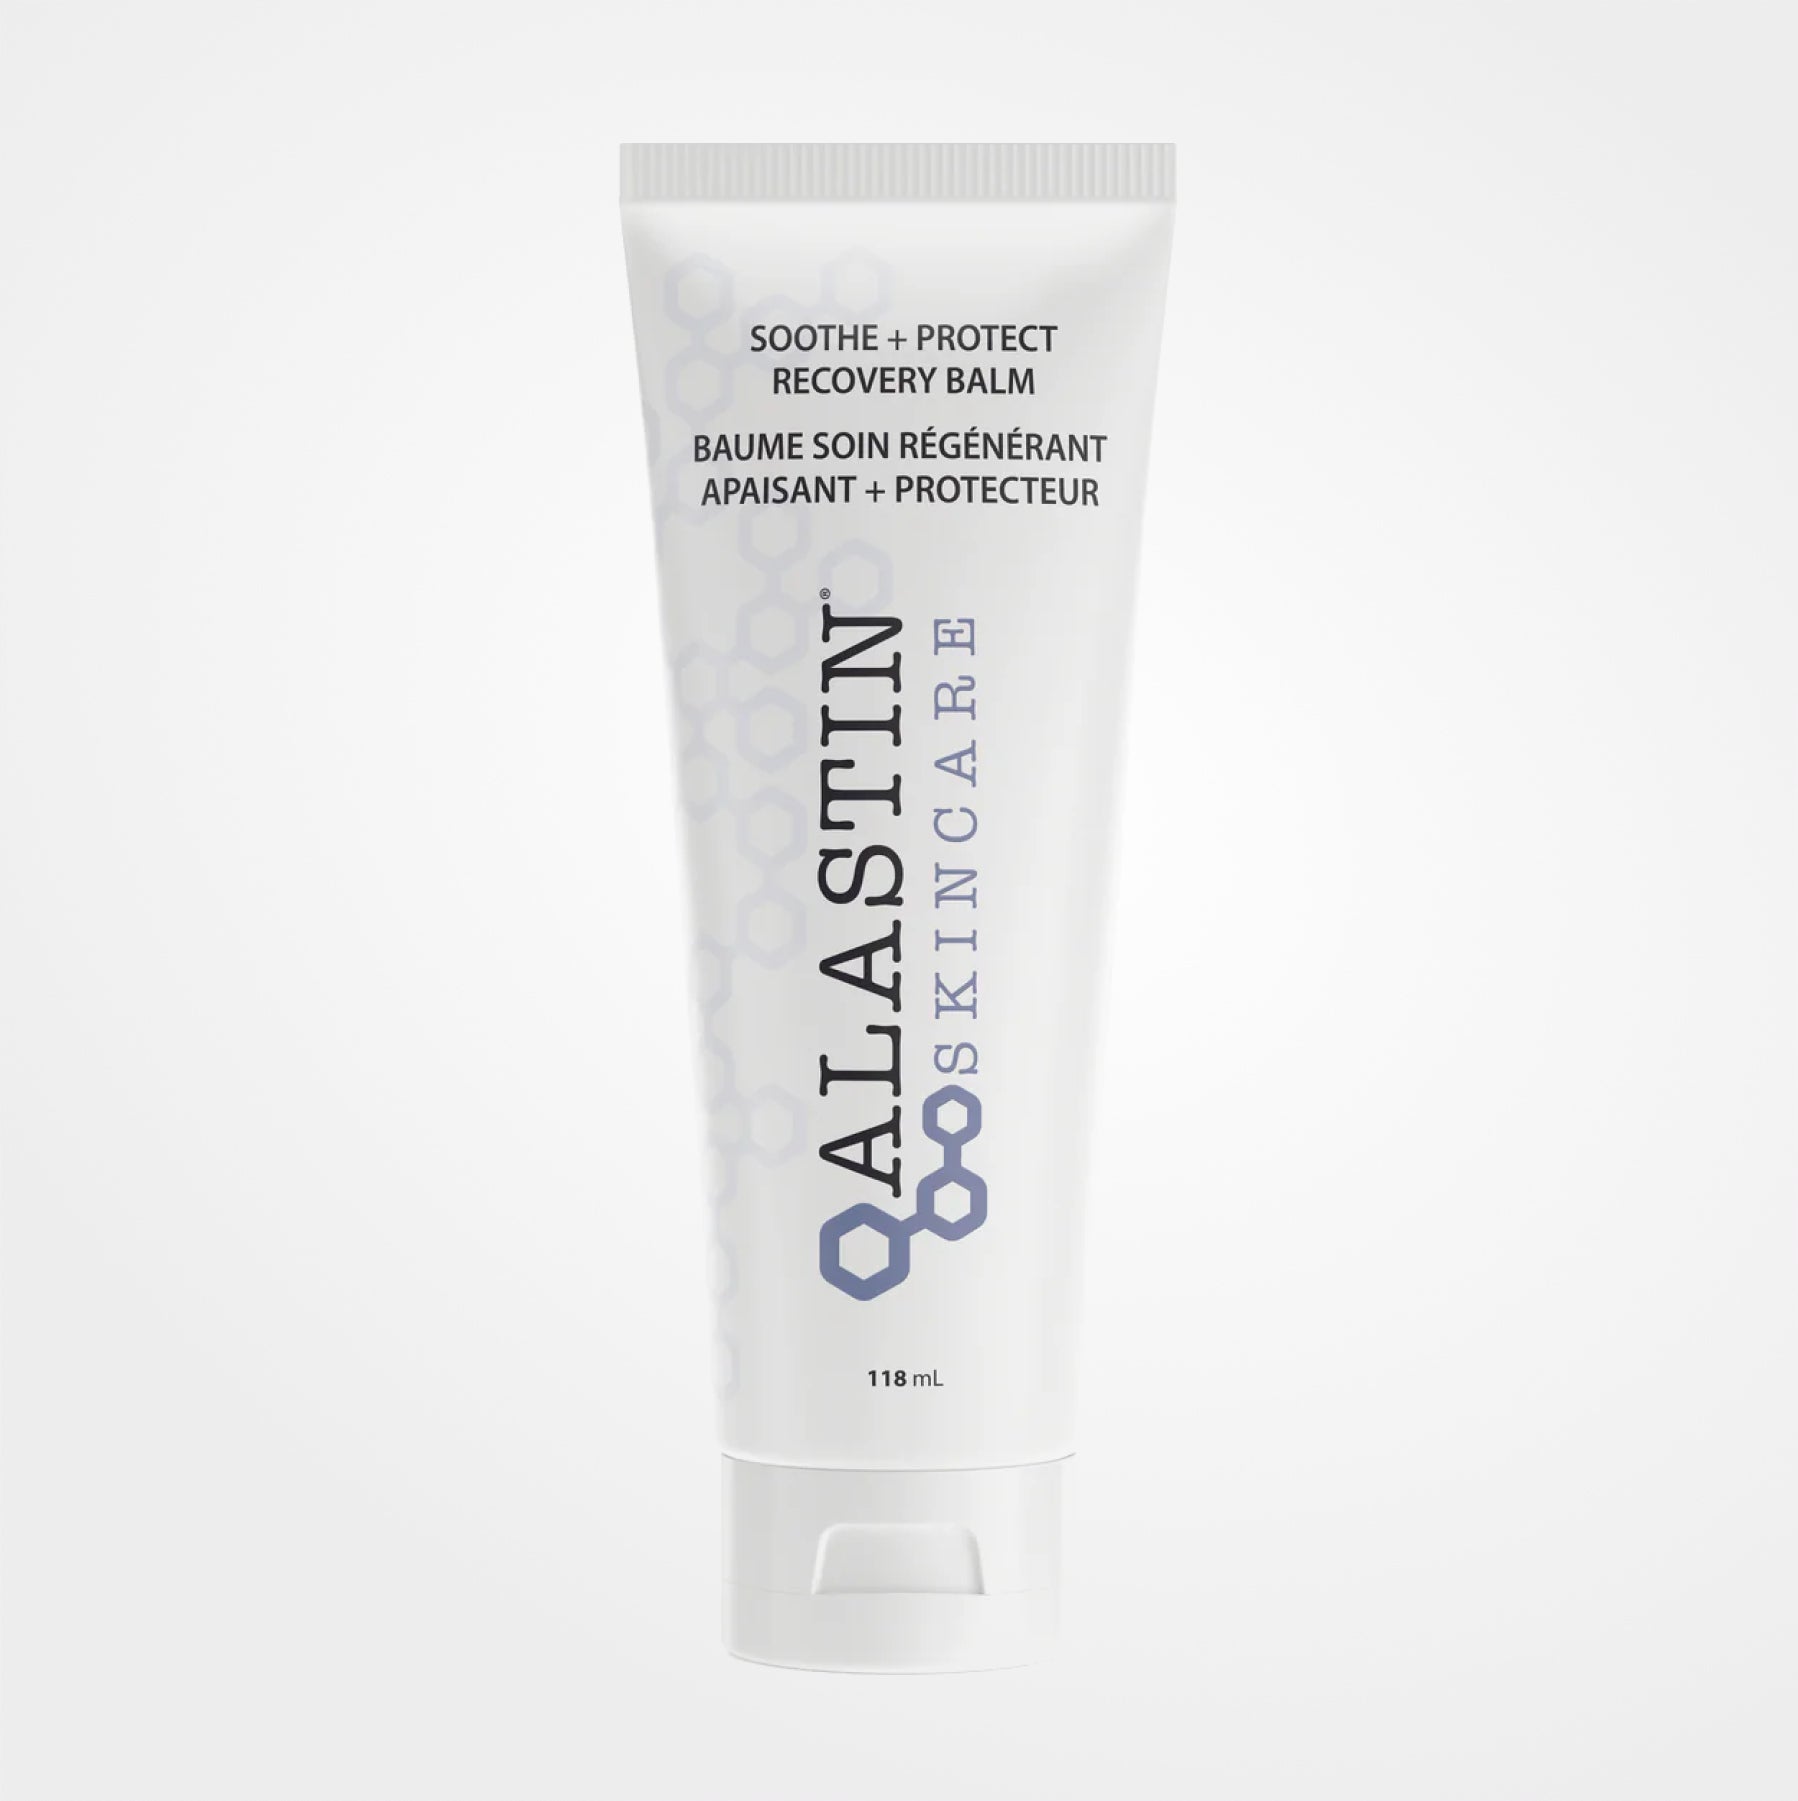 SOOTHE + PROTECT
RECOVERY BALM
BAUME SOIN RÉGÉNÉRANT
APAISANT + PROTECTEUR
ALASTIN®
SKINCARE
118 mL